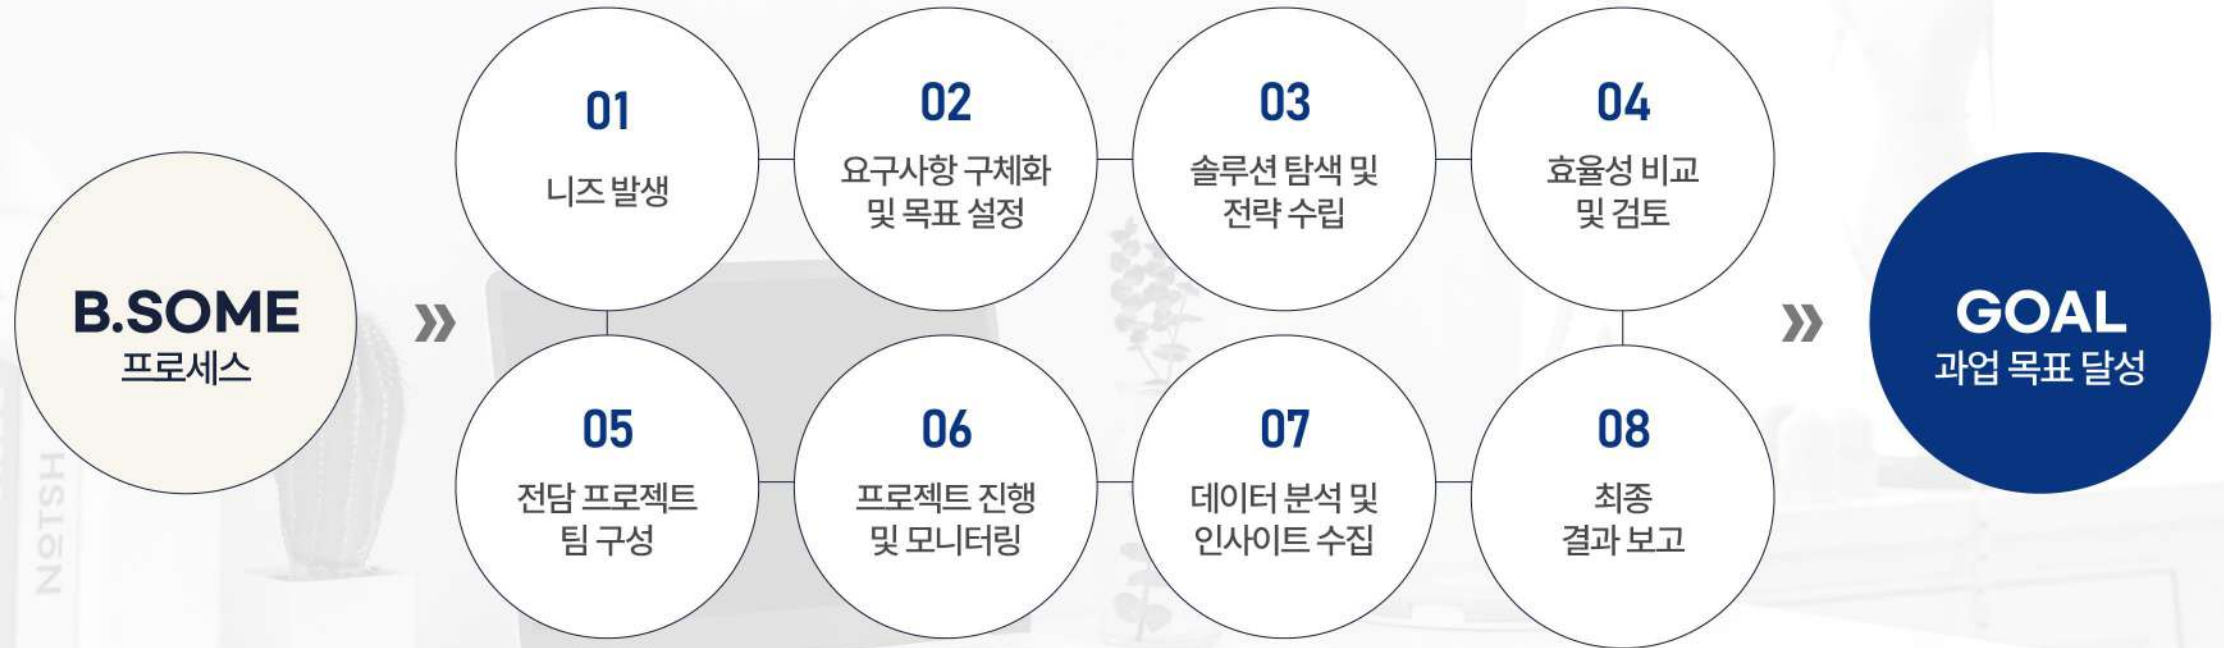 B.SOME
프로세스
01
니즈 발생
02
요구사항 구체화
및 목표 설정
03
솔루션 탐색 및
전략 수립
04
효율성 비교
및 검토
05
전담 프로젝트
팀 구성
06
프로젝트 진행
및 모니터링
07
데이터 분석 및
인사이트 수집
08
최종
결과 보고
GOAL
과업 목표 달성
NOTSH